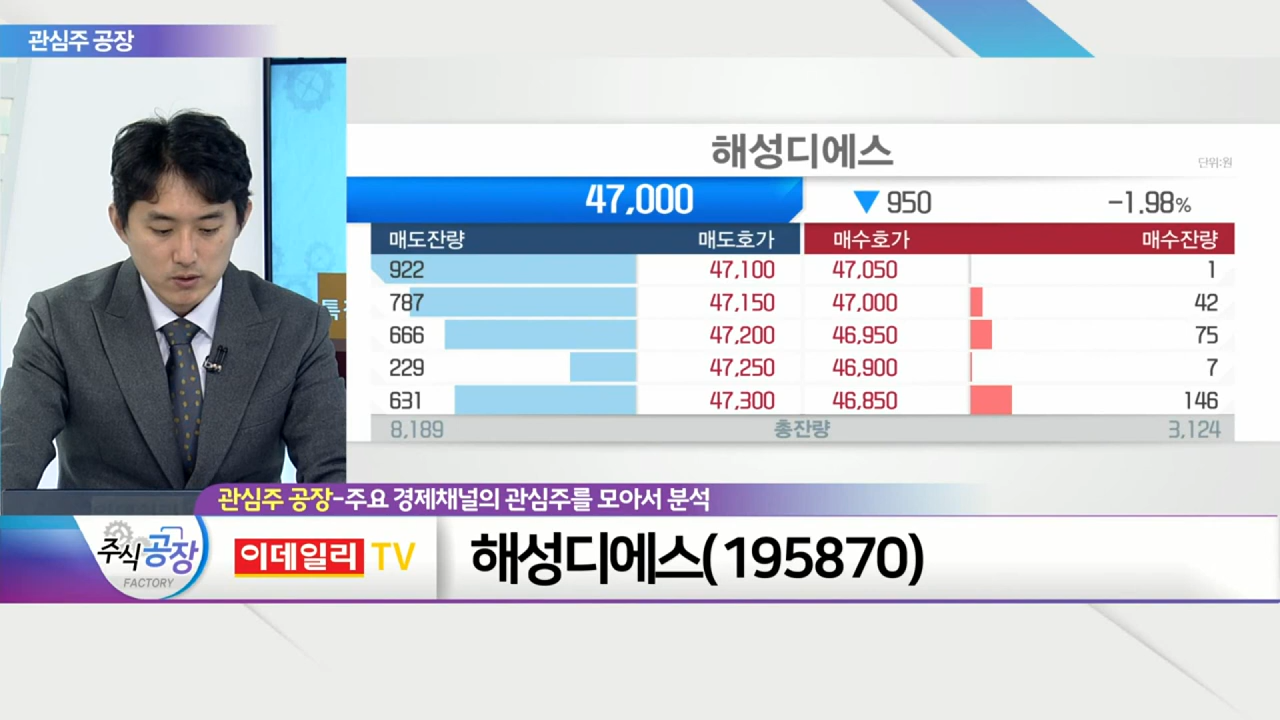 관심주 공장
해성디에스
단위:원
47,000 ▼ 950 -1.98%
매도잔량 매도호가 매수호가 매수잔량
922 47,100 47,050 1
787 47,150 47,000 42
666 47,200 46,950 75
229 47,250 46,900 7
631 47,300 46,850 146
8,189 총잔량 3,124
특
관심주 공장-주요 경제채널의 관심주를 모아서 분석
주식공장
FACTORY
이데일리 TV
해성디에스(195870)